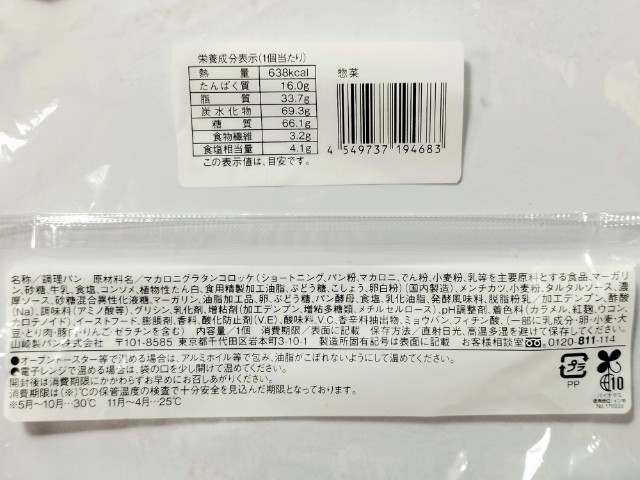 栄養成分表示(1個当たり)
熱量 638kcal
たんぱく質 16.0g
脂質 33.7g
炭水化物 69.3g
糖質 66.1g
食物繊維 3.2g
食塩相当量 4.1g
この表示値は、目安です。
惣菜
4 549737 194683
名称/調理パン 原材料名/マカロニグラタンコロッケ(ショートニング、パン粉、マカロニ、でん粉、小麦粉、乳等を主要原料とする食品、マーガリ
ン、砂糖、牛乳、食塩、コンソメ、植物性たん白、食用精製加工油脂、ぶどう糖、こしょう、卵白粉)(国内製造)、メンチカツ、小麦粉、タルタルソース、濃
厚ソース、砂糖混合異性化液糖、マーガリン、油脂加工品、卵、ぶどう糖、パン酵母、食塩、乳化油脂、発酵風味料、脱脂粉乳/加工デンプン、酢酸
(Na)、調味料(アミノ酸等)、グリシン、乳化剤、増粘剤(加工デンプン、増粘多糖類、メチルセルロース)、pH調整剤、着色料(カラメル、紅麹、ウコン、
カロテノイド)、イーストフード、膨脹剤、香料、酸化防止剤(V.E)、酸味料、V.C、香辛料抽出物、ミョウバン、フィチン酸、(一部に乳成分・卵・小麦・大
豆・とり肉・豚肉・りんご・ゼラチンを含む) 内容量/1個 消費期限/表面に記載 保存方法/直射日光、高温多湿を避けて保存してください。
山崎製パン株式会社 〒101-8585 東京都千代田区岩本町3-10-1 製造所固有記号は表面に記載 お客様相談室 0120-811-114
●オーブントースター等で温める場合は、アルミホイル等で包み、油脂がこぼれないようにして温めてください。
●電子レンジで温める場合は、袋の口を少し開けて温めてください。
開封後は消費期限にかかわらずお早めにお召しあがりください。
消費期限は(※)℃の保管温度の検査で十分安全を見込んだ期限となっております。
※5月~10月…30℃ 11月~4月…25℃
プラ
PP
10
バイオマス